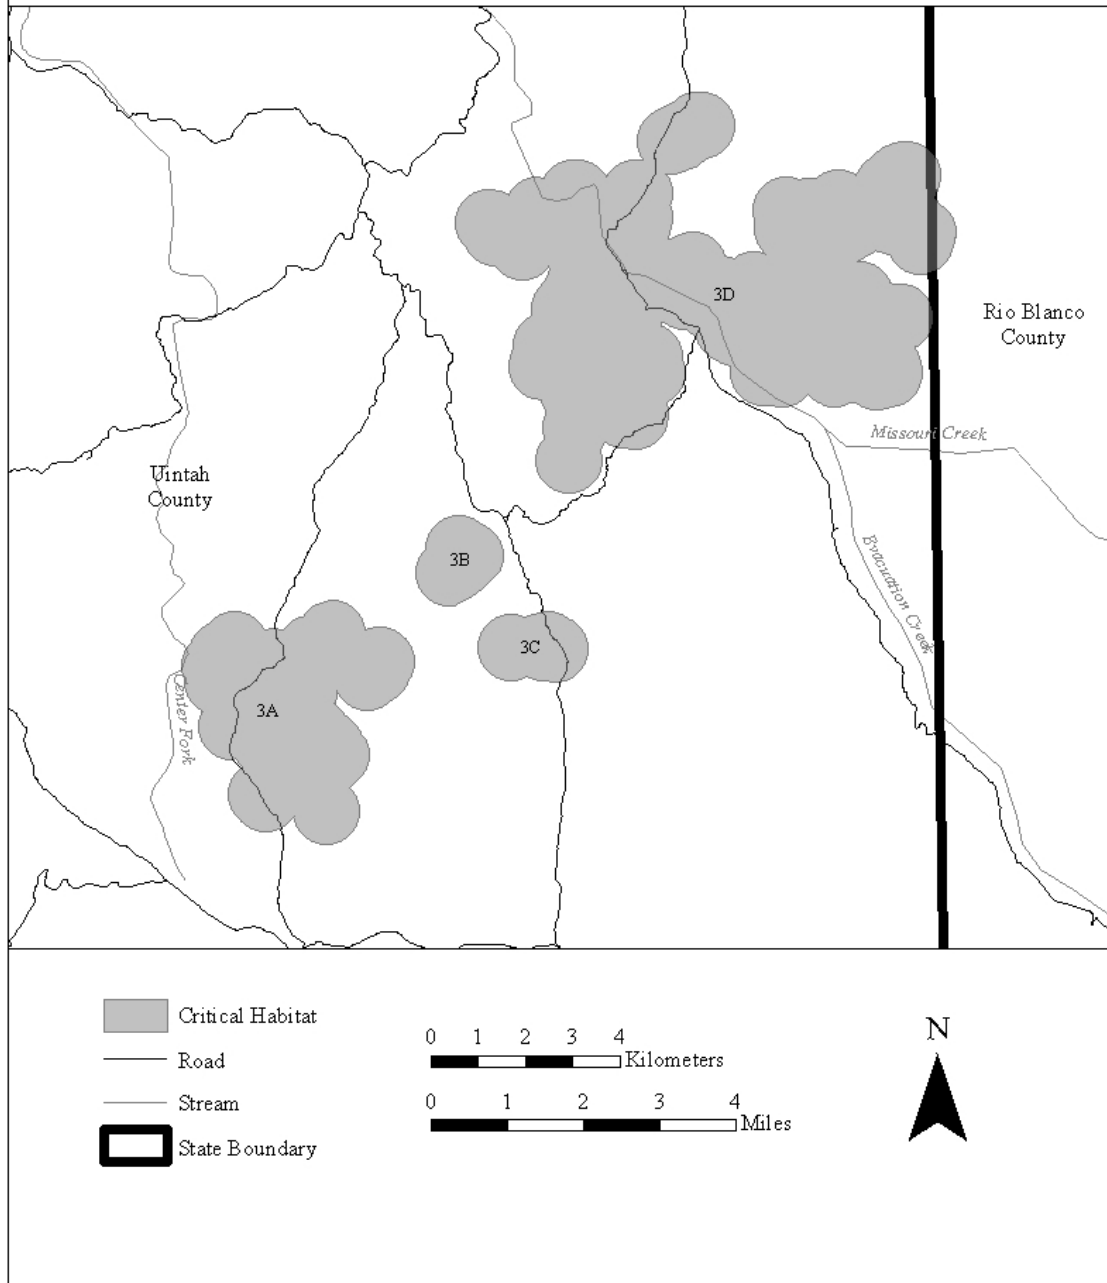 3D
Rio Blanco
County
Missouri Creek
Uintah
County
3B
Evacuation Creek
3C
3A
Center Fork
Critical Habitat
Road
Stream
State Boundary
0 1 2 3 4
Kilometers
0 1 2 3 4
Miles
N